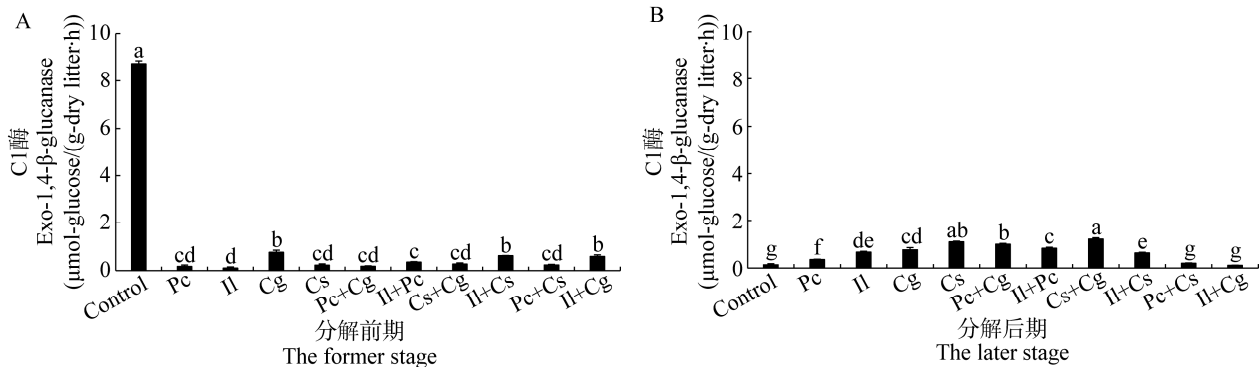 A
C1酶
Exo-1,4-β-glucanase
(μmol-glucose/(g-dry litter·h))
10
8
6
4
2
0
a
cd
d
b
cd
cd
c
cd
b
cd
b
Control
Pc
Il
Cg
Cs
Pc+Cg
Il+Pc
Cs+Cg
Il+Cs
Pc+Cs
Il+Cg
分解前期
The former stage
B
C1酶
Exo-1,4-β-glucanase
(μmol-glucose/(g-dry litter·h))
10
8
6
4
2
0
g
f
de
cd
ab
b
c
a
e
g
g
Control
Pc
Il
Cg
Cs
Pc+Cg
Il+Pc
Cs+Cg
Il+Cs
Pc+Cs
Il+Cg
分解后期
The later stage